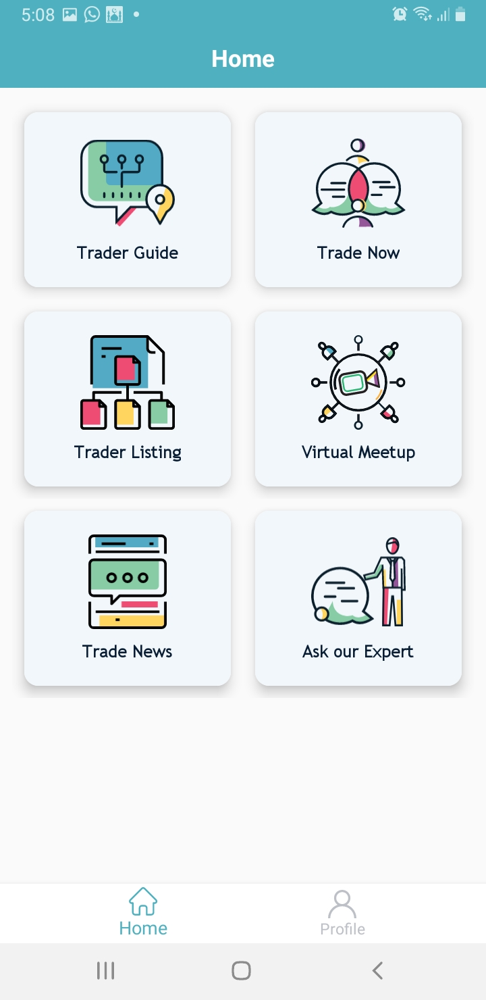 5:08
Home
Trader Guide
Trade Now
Trader Listing
Virtual Meetup
Trade News
Ask our Expert
Home
Profile